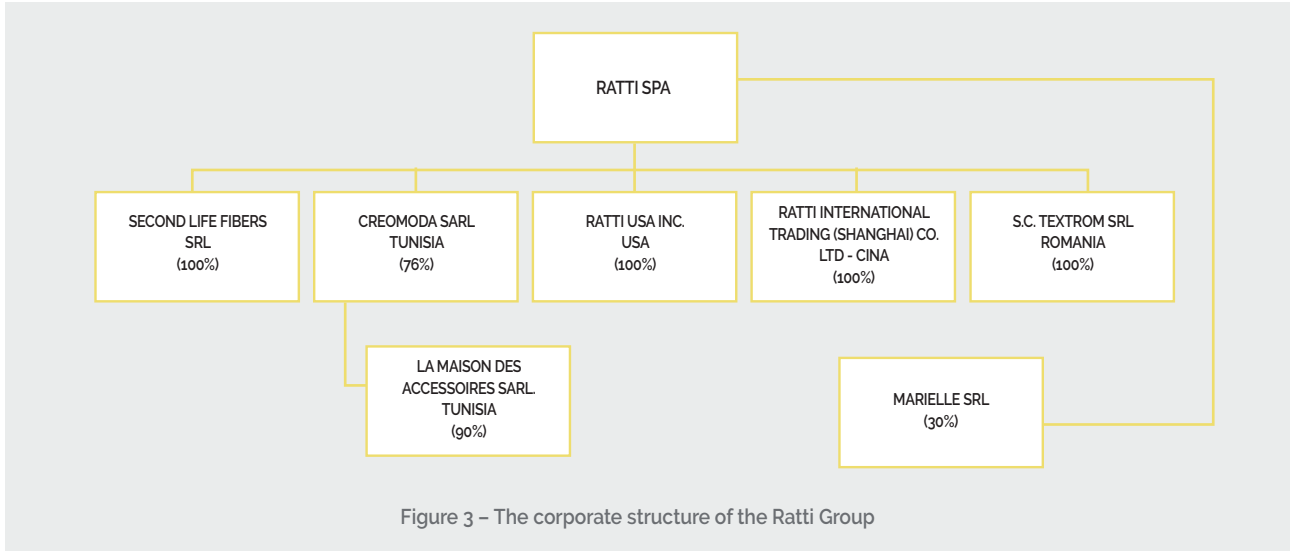 RATTI SPA
SECOND LIFE FIBERS
SRL
(100%)
CREOMODA SARL
TUNISIA
(76%)
RATTI USA INC.
USA
(100%)
RATTI INTERNATIONAL
TRADING (SHANGHAI) CO.
LTD - CINA
(100%)
S.C. TEXTROM SRL
ROMANIA
(100%)
LA MAISON DES
ACCESSOIRES SARL.
TUNISIA
(90%)
MARIELLE SRL
(30%)
Figure 3 – The corporate structure of the Ratti Group